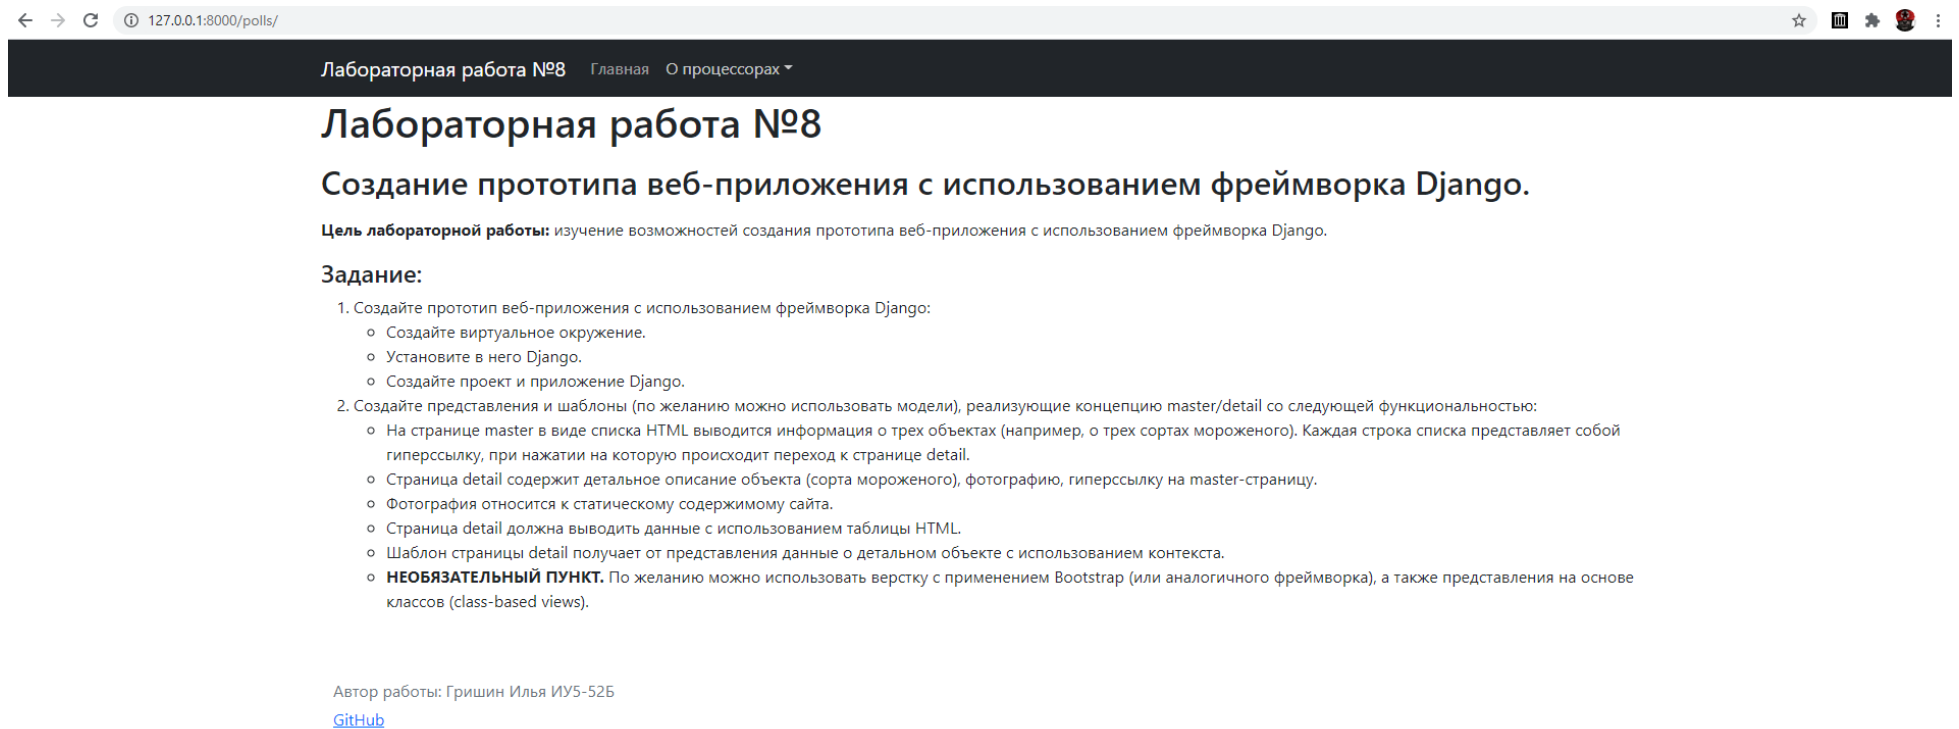 127.0.0.1:8000/polls/
Лабораторная работа №8 Главная О процессорах
Лабораторная работа №8
Создание прототипа веб-приложения с использованием фреймворка Django.
Цель лабораторной работы: изучение возможностей создания прототипа веб-приложения с использованием фреймворка Django.
Задание:
1. Создайте прототип веб-приложения с использованием фреймворка Django:
Создайте виртуальное окружение.
Установите в него Django.
Создайте проект и приложение Django.
2. Создайте представления и шаблоны (по желанию можно использовать модели), реализующие концепцию master/detail со следующей функциональностью:
На странице master в виде списка HTML выводится информация о трех объектах (например, о трех сортах мороженого). Каждая строка списка представляет собой
гиперссылку, при нажатии на которую происходит переход к странице detail.
Страница detail содержит детальное описание объекта (сорта мороженого), фотографию, гиперссылку на master-страницу.
Фотография относится к статическому содержимому сайта.
Страница detail должна выводить данные с использованием таблицы HTML.
Шаблон страницы detail получает от представления данные о детальном объекте с использованием контекста.
НЕОБЯЗАТЕЛЬНЫЙ ПУНКТ. По желанию можно использовать верстку с применением Bootstrap (или аналогичного фреймворка), а также представления на основе
классов (class-based views).
Автор работы: Гришин Илья ИУ5-52Б
GitHub